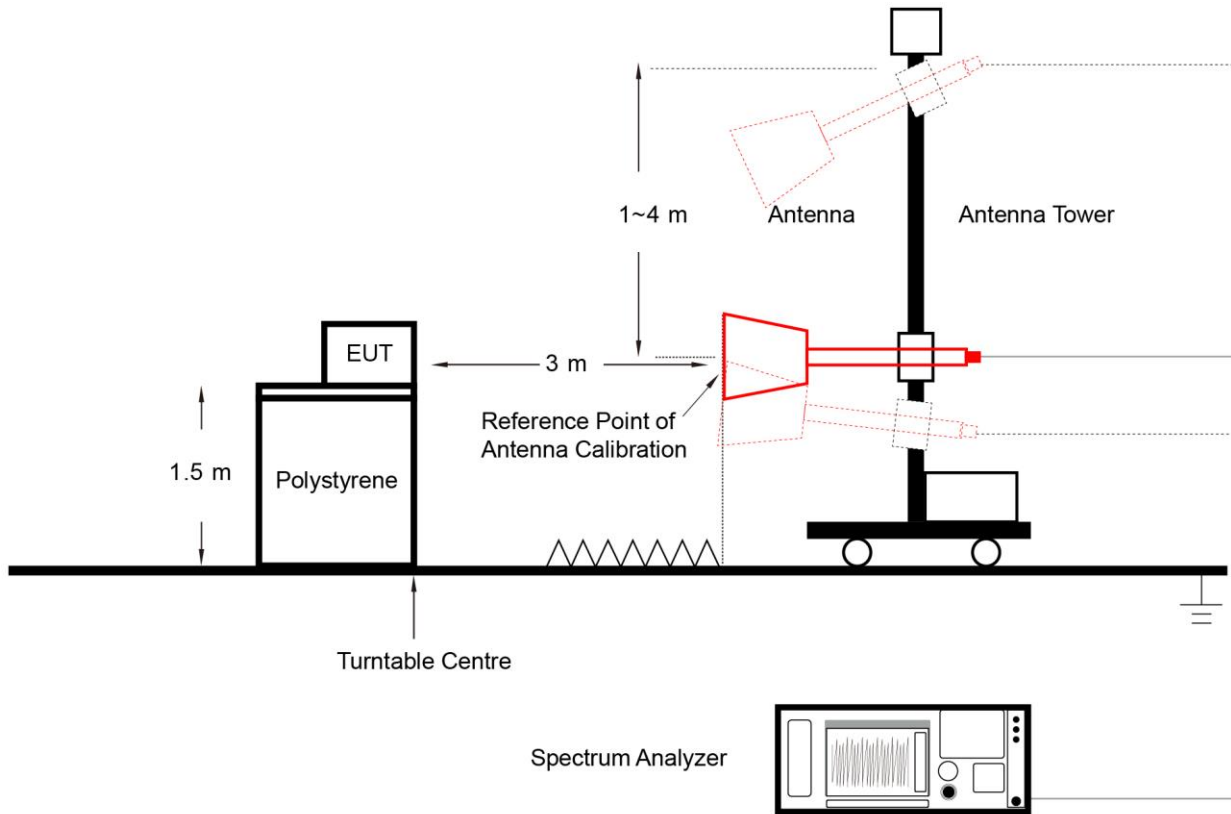 1~4 m
Antenna
Antenna Tower
EUT
3 m
Reference Point of
Antenna Calibration
1.5 m
Polystyrene
Turntable Centre
Spectrum Analyzer